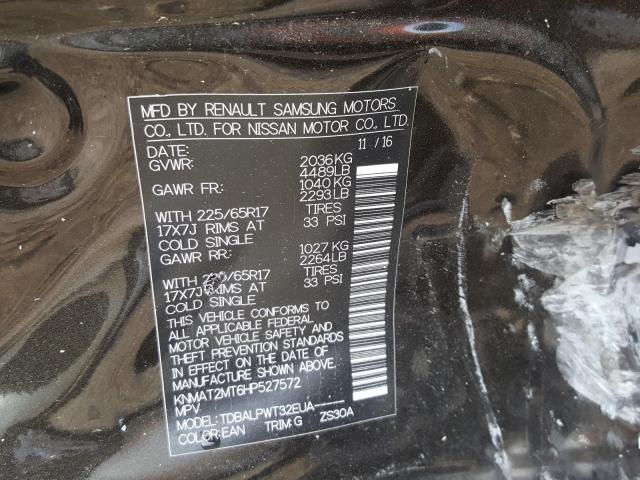 MFD BY RENAULT SAMSUNG MOTORS
CO., LTD. FOR NISSAN MOTOR CO., LTD.
DATE: 11 / 16
GVWR: 2036KG
4489LB
GAWR FR: 1040 KG
2293LB
WITH 225/65R17 TIRES
17X7J RIMS AT 33 PSI
COLD SINGLE
GAWR RR: 1027 KG
2264LB
WITH /65R17 TIRES
17X7J RIMS AT 33 PSI
COLD SINGLE
THIS VEHICLE CONFORMS TO
ALL APPLICABLE FEDERAL
MOTOR VEHICLE SAFETY AND
THEFT PREVENTION STANDARDS
IN EFFECT ON THE DATE OF
MANUFACTURE SHOWN ABOVE.
KNMAT2MT6HP527572
MPV
MODEL: TDBALPWT32EUA-----
COLOR:EAN TRIM:G ZS30A